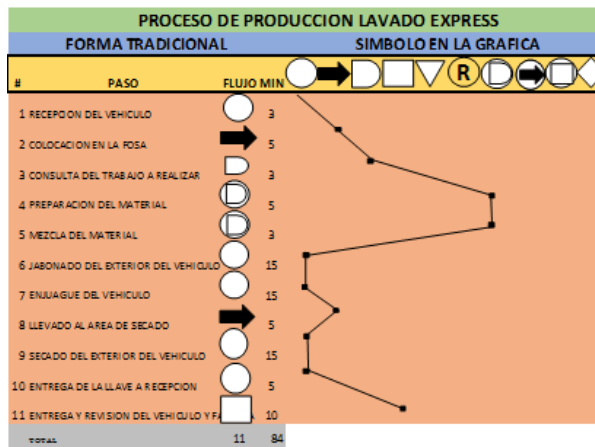 PROCESO DE PRODUCCION LAVADO EXPRESS
FORMA TRADICIONAL SIMBOLO EN LA GRAFICA
# PASO FLUJO MIN R
1 RECEPCION DEL VEHICULO 3
2 COLOCACION EN LA FOSA 5
3 CONSULTA DEL TRABAJO A REALIZAR 3
4 PREPARACION DEL MATERIAL 5
5 MEZCLA DEL MATERIAL 3
6 JABONADO DEL EXTERIOR DEL VEHICULO 15
7 ENJUAGUE DEL VEHICULO 15
8 LLEVADO AL AREA DE SECADO 5
9 SECADO DEL EXTERIOR DEL VEHICULO 15
10 ENTREGA DE LA LLAVE A RECEPCION 5
11 ENTREGA Y REVISION DEL VEHICULO Y 10
TOTAL 11 84